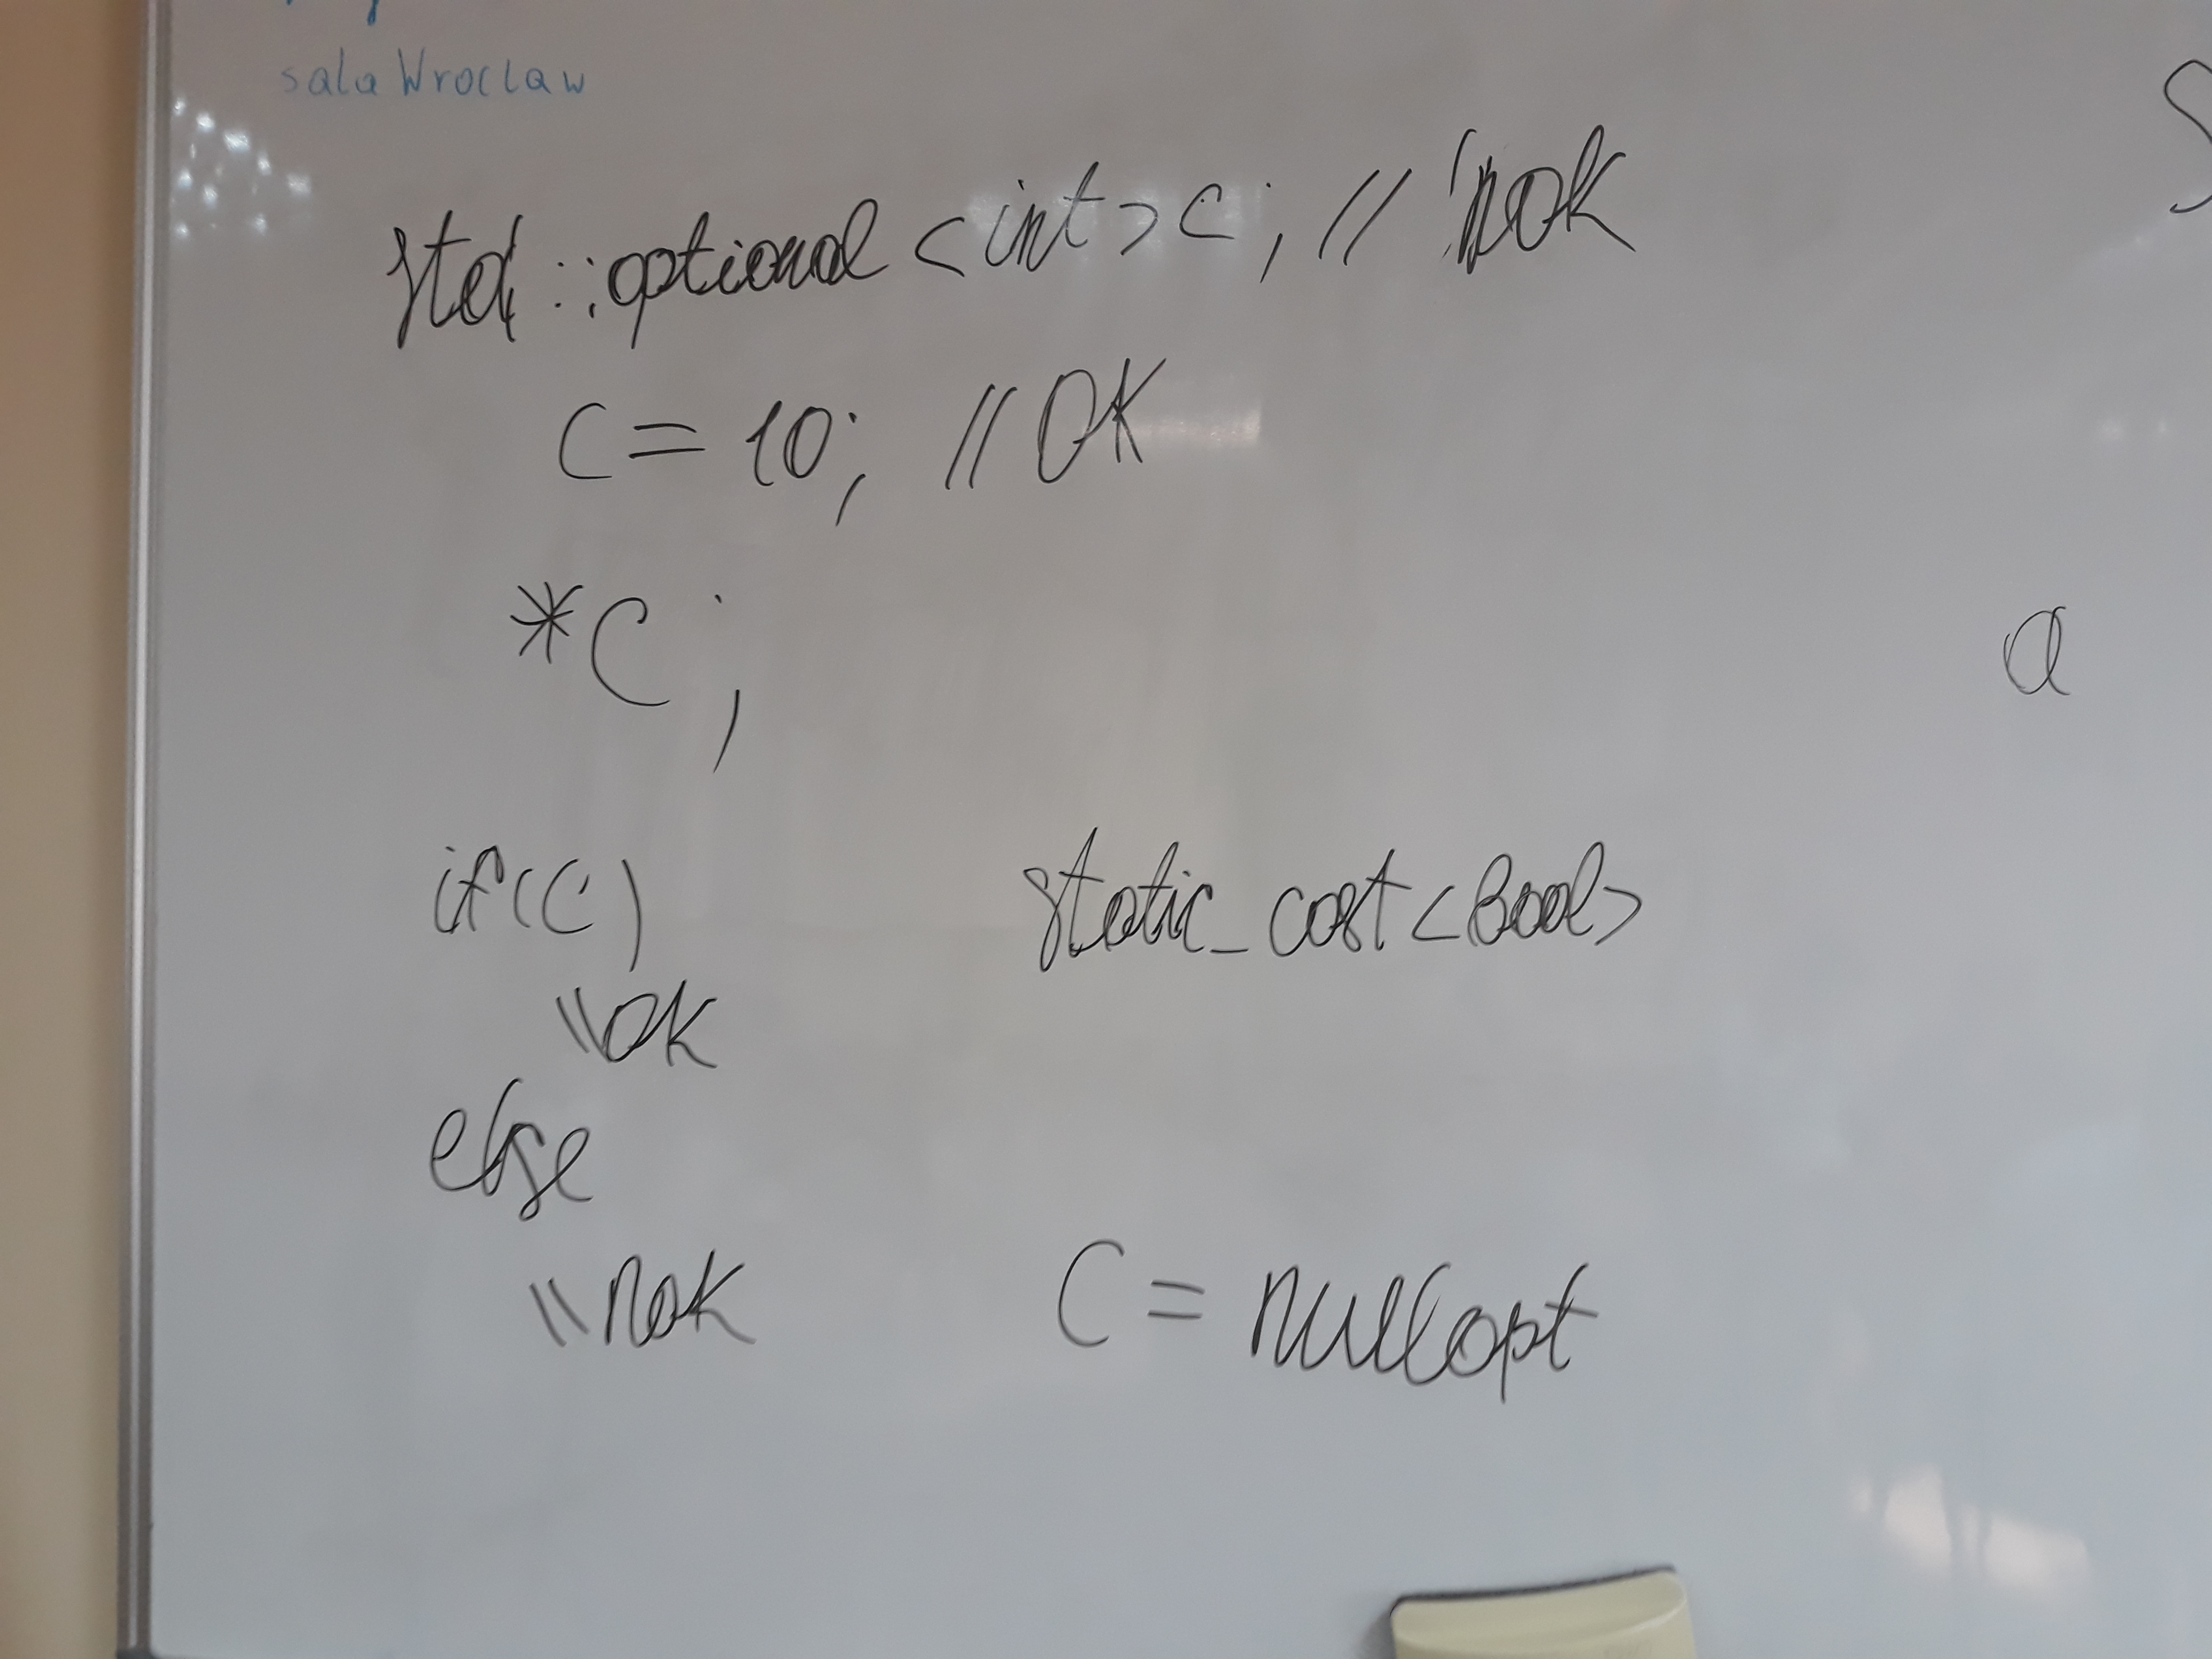 sala Wroclaw
std::optional <int> c; // nok
C = 10; // OK
*C;
if(C) static_cast<Bool>
\\ok
else
\\nok C = nullopt
a